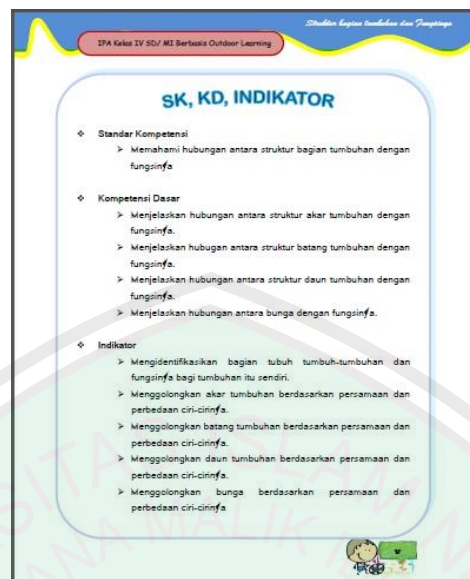 Struktur bagian tumbuhan dan Fungsinya
IPA Kelas IV SD/ MI Berbasis Outdoor Learning
SK, KD, INDIKATOR
❖ Standar Kompetensi
➢ Memahami hubungan antara struktur bagian tumbuhan dengan
fungsinya
❖ Kompetensi Dasar
➢ Menjelaskan hubungan antara struktur akar tumbuhan dengan
fungsinya.
➢ Menjelaskan hubugan antara struktur batang tumbuhan dengan
fungsinya.
➢ Menjelaskan hubungan antara struktur daun tumbuhan dengan
fungsinya.
➢ Menjelaskan hubungan antara bunga dengan fungsinya.
❖ Indikator
➢ Mengidentifikasikan bagian tubuh tumbuh-tumbuhan dan
fungsinya bagi tumbuhan itu sendiri.
➢ Menggolongkan akar tumbuhan berdasarkan persamaan dan
perbedaan ciri-cirinya.
➢ Menggolongkan batang tumbuhan berdasarkan persamaan dan
perbedaan ciri-cirinya.
➢ Menggolongkan daun tumbuhan berdasarkan persamaan dan
perbedaan ciri-cirinya.
➢ Menggolongkan bunga berdasarkan persamaan dan
perbedaan ciri-cirinya